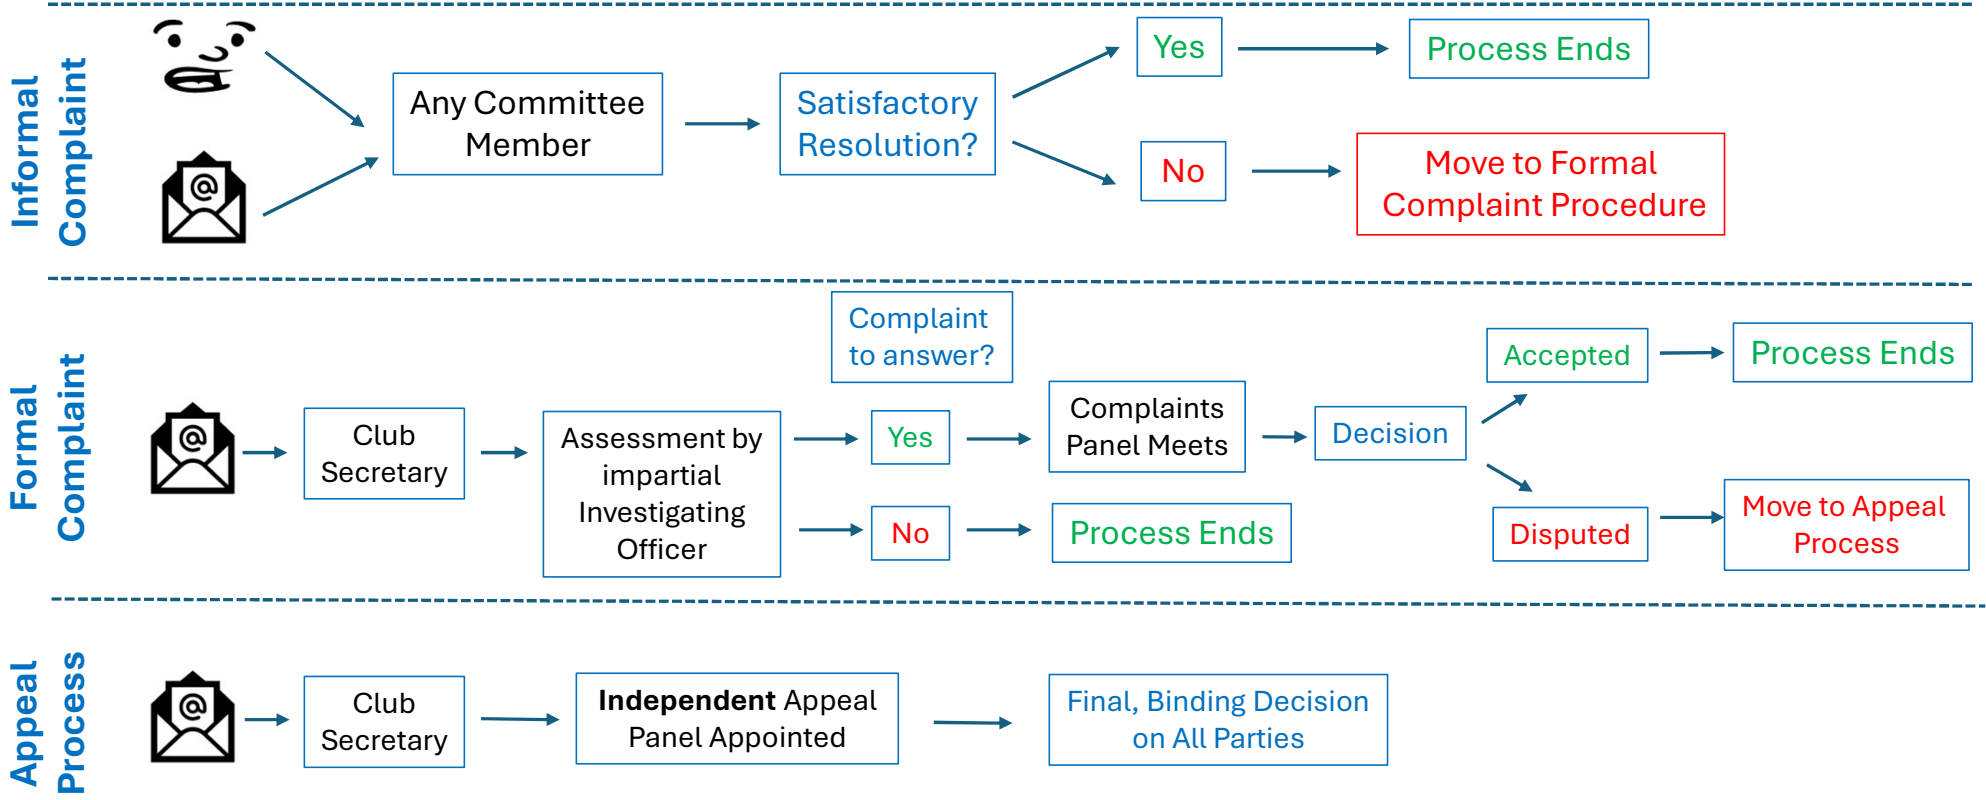 Informal
Complaint
@
Any Committee
Member
Satisfactory
Resolution?
Yes
Process Ends
No
Move to Formal
Complaint Procedure
Formal
Complaint
@
Club
Secretary
Assessment by
impartial
Investigating
Officer
Complaint
to answer?
Yes
Complaints
Panel Meets
Decision
Accepted
Process Ends
No
Process Ends
Disputed
Move to Appeal
Process
Appeal
Process
@
Club
Secretary
Independent Appeal
Panel Appointed
Final, Binding Decision
on All Parties